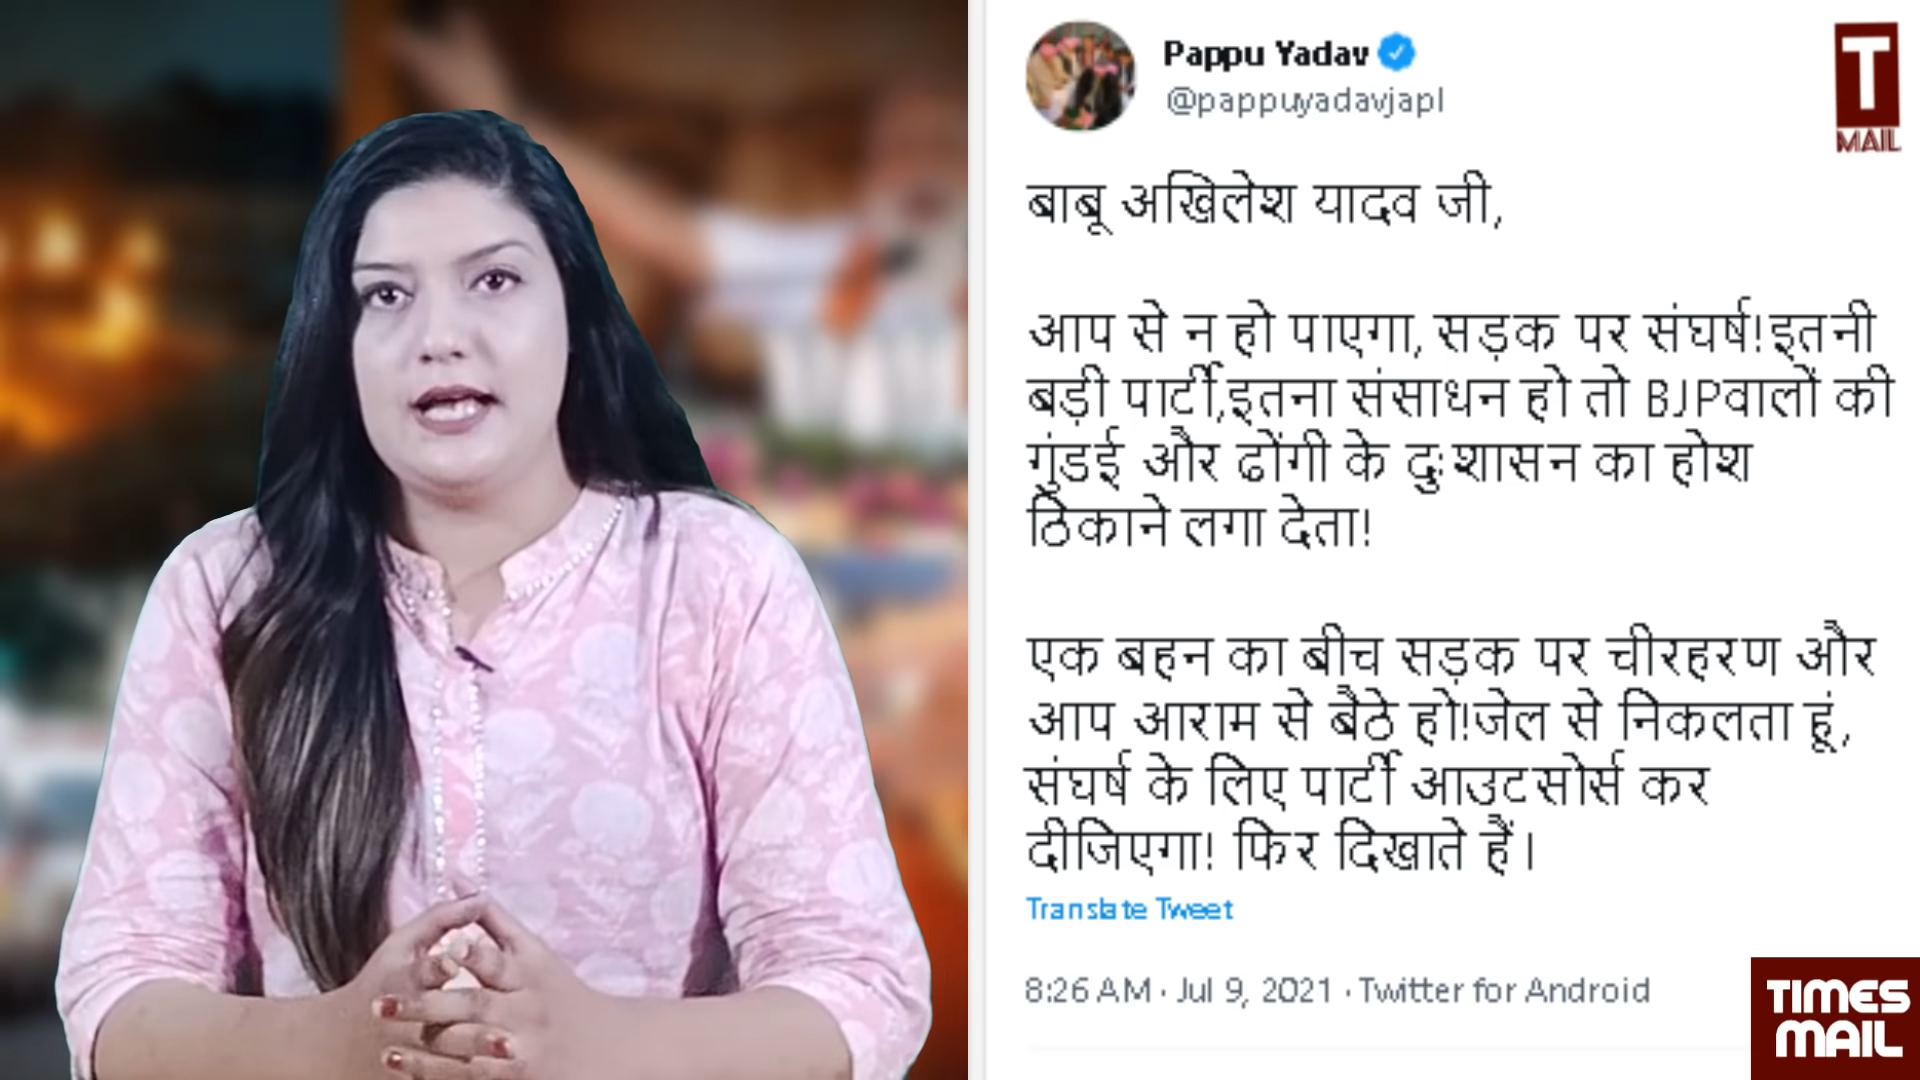 Pappu Yadav
@pappuyadavjapl
T
MAIL
बाबू अखिलेश यादव जी,
आप से न हो पाएगा, सड़क पर संघर्ष!इतनी
बड़ी पार्टी,इतना संसाधन हो तो BJPवालों की
गुंडई और ढोंगी के दुःशासन का होश
ठिकाने लगा देता!
एक बहन का बीच सड़क पर चीरहरण और
आप आराम से बैठे हो!जेल से निकलता हूं,
संघर्ष के लिए पार्टी आउटसोर्स कर
दीजिएगा! फिर दिखाते हैं।
Translate Tweet
8:26 AM · Jul 9, 2021 · Twitter for Android
TIMES
MAIL